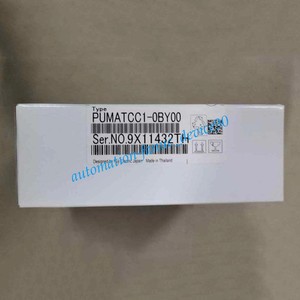 Type
PUMATCC1-0BY00
Ser.NO.9X11432TH
Made in Thailand